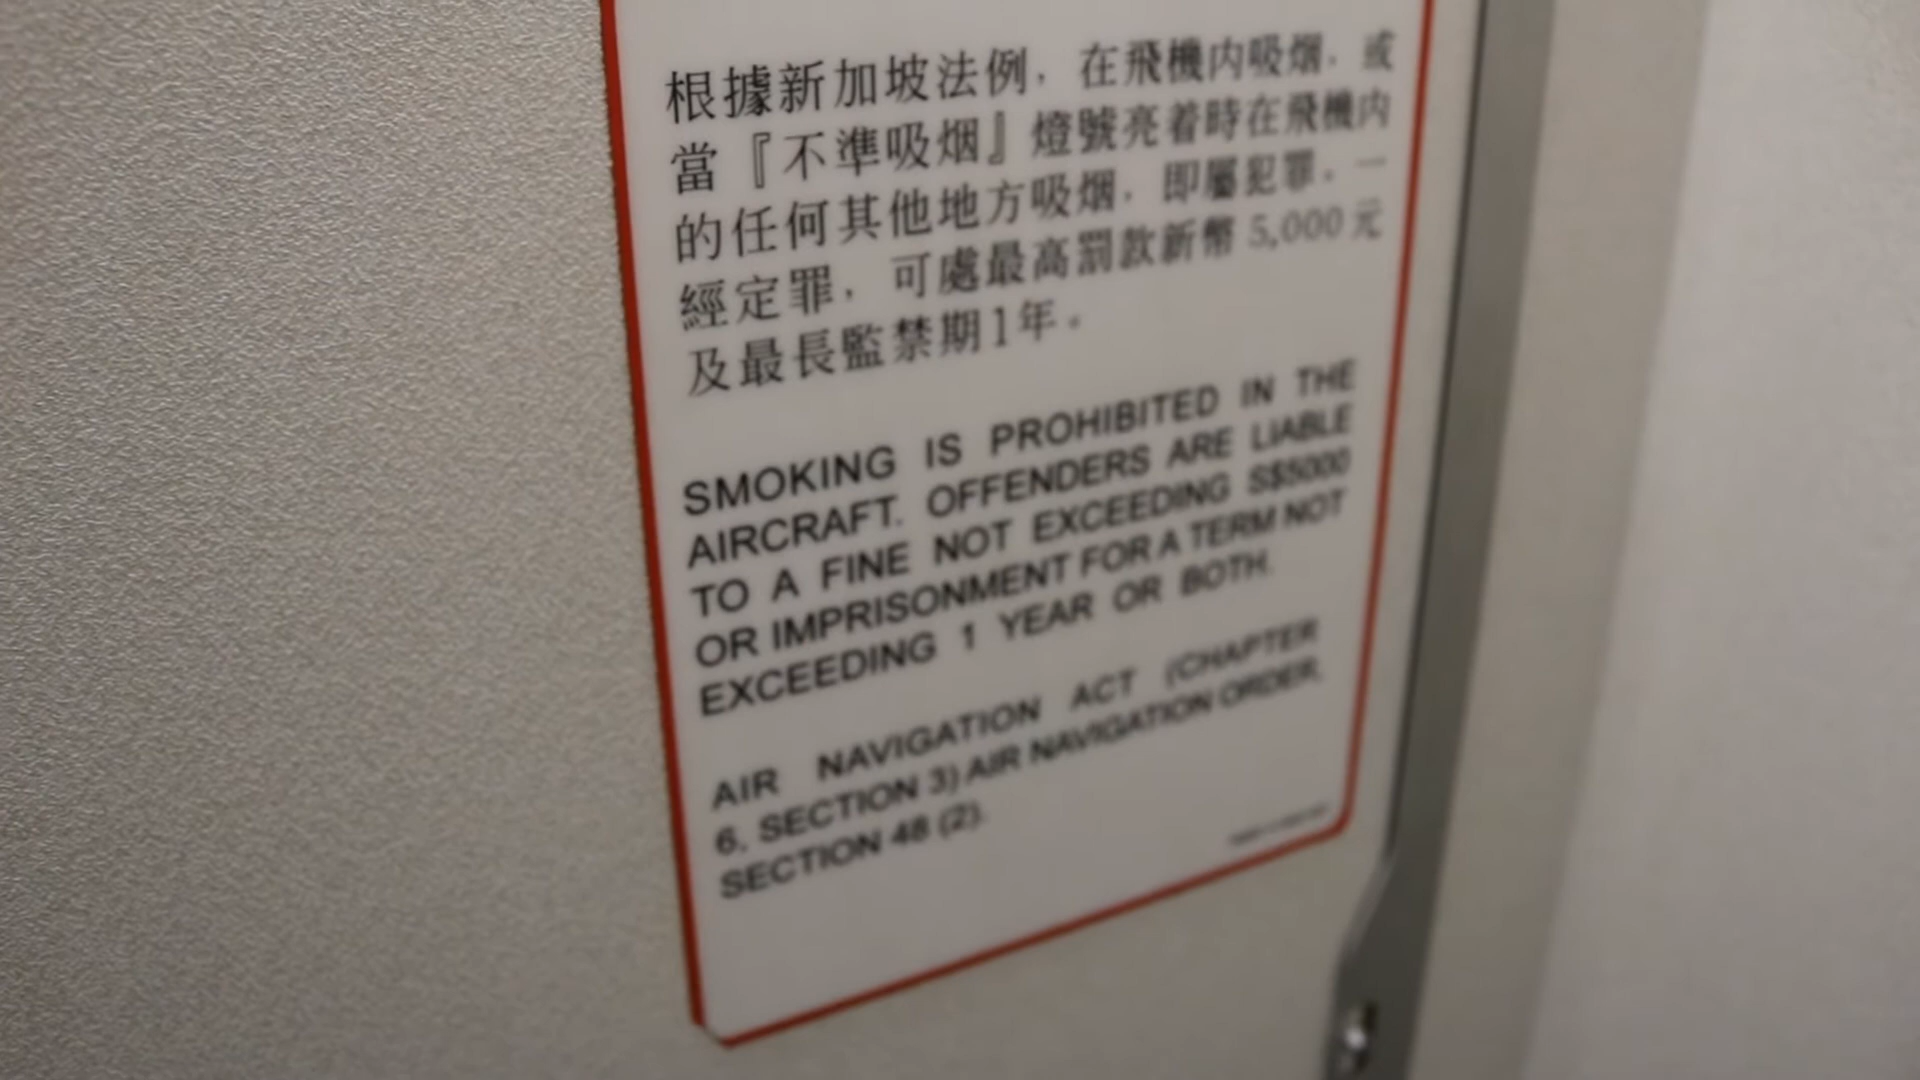 根據新加坡法例，在飛機内吸烟，或
當『不準吸烟』燈號亮着時在飛機内
的任何其他地方吸烟，即屬犯罪。一
經定罪，可處最高罰款新幣 5,000 元
及最長監禁期1年。
SMOKING IS PROHIBITED IN THE
AIRCRAFT. OFFENDERS ARE LIABLE
TO A FINE NOT EXCEEDING S$5000
OR IMPRISONMENT FOR A TERM NOT
EXCEEDING 1 YEAR OR BOTH.
AIR NAVIGATION ACT (CHAPTER
6, SECTION 3) AIR NAVIGATION ORDER,
SECTION 48 (2).